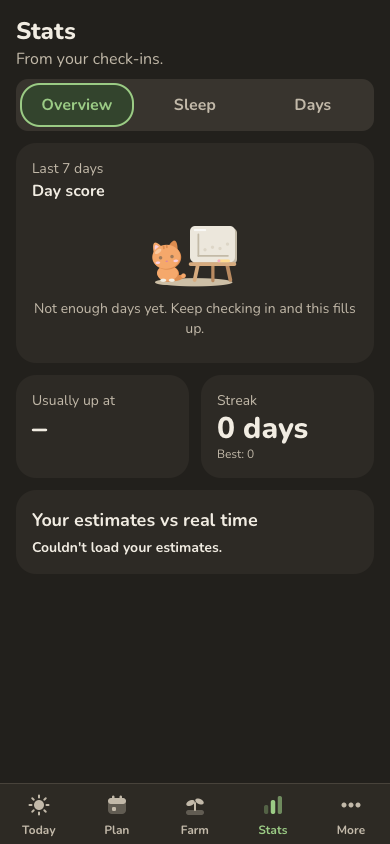 Stats
From your check-ins.
Overview Sleep Days
Last 7 days
Day score
Not enough days yet. Keep checking in and this fills
up.
Usually up at
–
Streak
0 days
Best: 0
Your estimates vs real time
Couldn't load your estimates.
Today Plan Farm Stats More